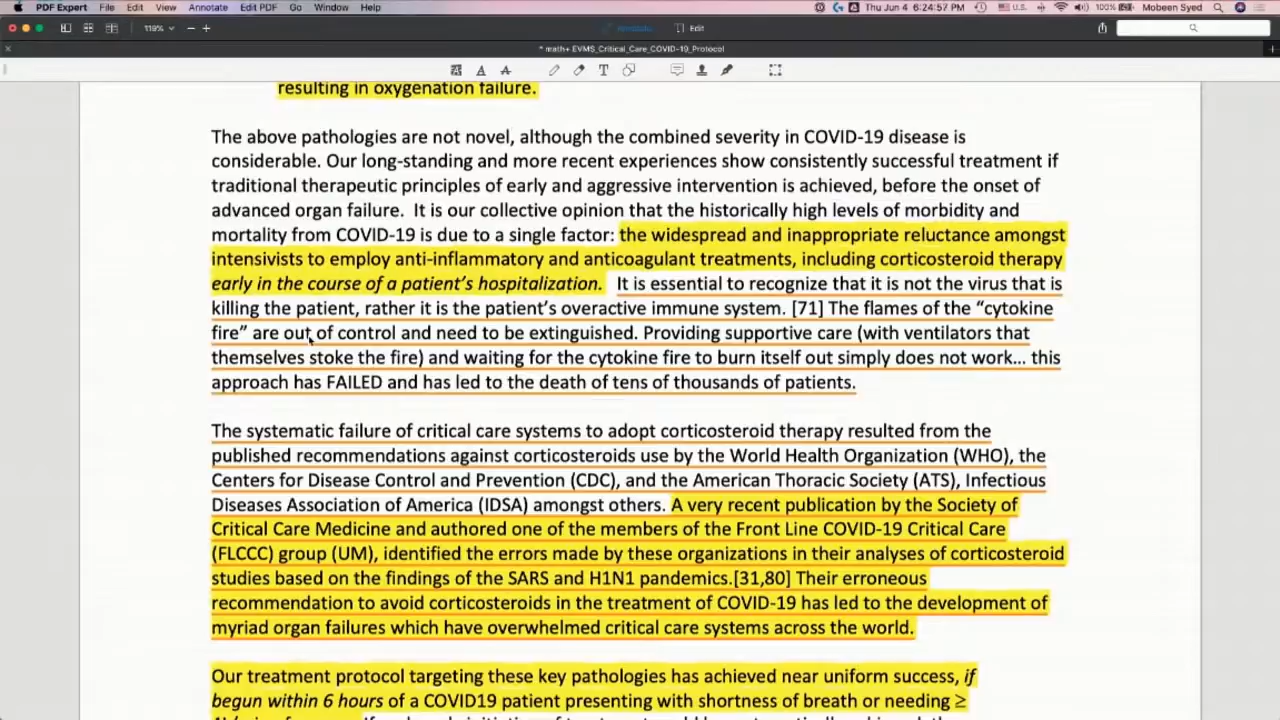 PDF Expert File Edit View Annotate Edit PDF Go Window Help U.S. 100% Thu Jun 4 6:24:57 PM Mobeen Syed
119% Annotate Edit
* math+ EVMS_Critical_Care_COVID-19_Protocol
resulting in oxygenation failure.
The above pathologies are not novel, although the combined severity in COVID-19 disease is
considerable. Our long-standing and more recent experiences show consistently successful treatment if
traditional therapeutic principles of early and aggressive intervention is achieved, before the onset of
advanced organ failure. It is our collective opinion that the historically high levels of morbidity and
mortality from COVID-19 is due to a single factor: the widespread and inappropriate reluctance amongst
intensivists to employ anti-inflammatory and anticoagulant treatments, including corticosteroid therapy
early in the course of a patient’s hospitalization. It is essential to recognize that it is not the virus that is
killing the patient, rather it is the patient’s overactive immune system. [71] The flames of the “cytokine
fire” are out of control and need to be extinguished. Providing supportive care (with ventilators that
themselves stoke the fire) and waiting for the cytokine fire to burn itself out simply does not work... this
approach has FAILED and has led to the death of tens of thousands of patients.
The systematic failure of critical care systems to adopt corticosteroid therapy resulted from the
published recommendations against corticosteroids use by the World Health Organization (WHO), the
Centers for Disease Control and Prevention (CDC), and the American Thoracic Society (ATS), Infectious
Diseases Association of America (IDSA) amongst others. A very recent publication by the Society of
Critical Care Medicine and authored one of the members of the Front Line COVID-19 Critical Care
(FLCCC) group (UM), identified the errors made by these organizations in their analyses of corticosteroid
studies based on the findings of the SARS and H1N1 pandemics.[31,80] Their erroneous
recommendation to avoid corticosteroids in the treatment of COVID-19 has led to the development of
myriad organ failures which have overwhelmed critical care systems across the world.
Our treatment protocol targeting these key pathologies has achieved near uniform success, if
begun within 6 hours of a COVID19 patient presenting with shortness of breath or needing ≥